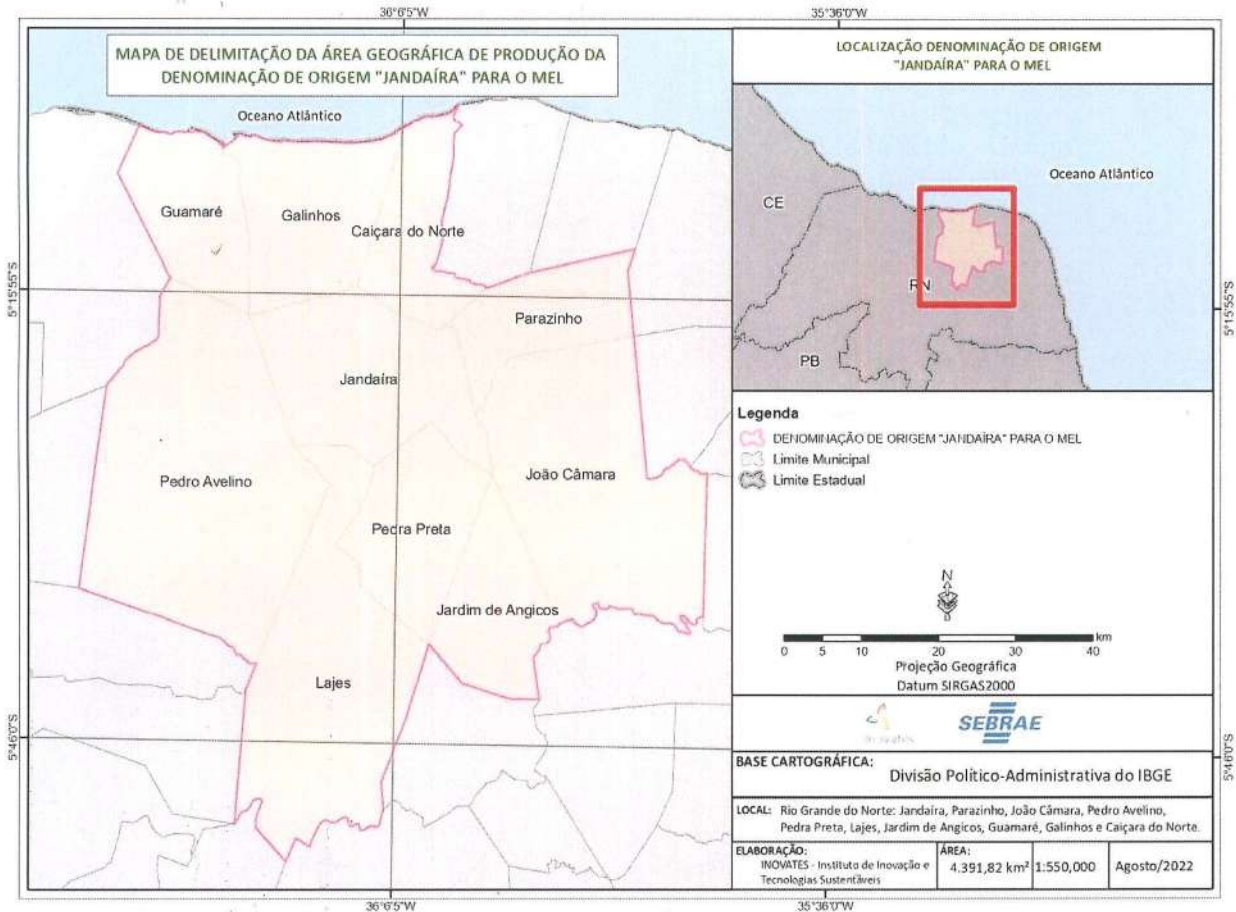 36°6'5"W
35°36'0"W
MAPA DE DELIMITAÇÃO DA ÁREA GEOGRÁFICA DE PRODUÇÃO DA
DENOMINAÇÃO DE ORIGEM "JANDAÍRA" PARA O MEL
Oceano Atlântico
Guamaré
Galinhos
Caiçara do Norte
5°15'55"S
Parazinho
Jandaíra
Pedro Avelino
João Câmara
Pedra Preta
Jardim de Angicos
Lajes
5°46'0"S
LOCALIZAÇÃO DENOMINAÇÃO DE ORIGEM
"JANDAÍRA" PARA O MEL
Oceano Atlântico
CE
RN
PB
5°15'55"S
Legenda
DENOMINAÇÃO DE ORIGEM "JANDAÍRA" PARA O MEL
Limite Municipal
Limite Estadual
N
0 5 10 20 30 40 km
Projeção Geográfica
Datum SIRGAS2000
SEBRAE
5°46'0"S
BASE CARTOGRÁFICA: Divisão Político-Administrativa do IBGE
LOCAL: Rio Grande do Norte: Jandaíra, Parazinho, João Câmara, Pedro Avelino,
Pedra Preta, Lajes, Jardim de Angicos, Guamaré, Galinhos e Caiçara do Norte.
ELABORAÇÃO:
INOVATES - Instituto de Inovação e
Tecnologias Sustentáveis
ÁREA:
4.391,82 km² 1:550,000 Agosto/2022
36°6'5"W
35°36'0"W